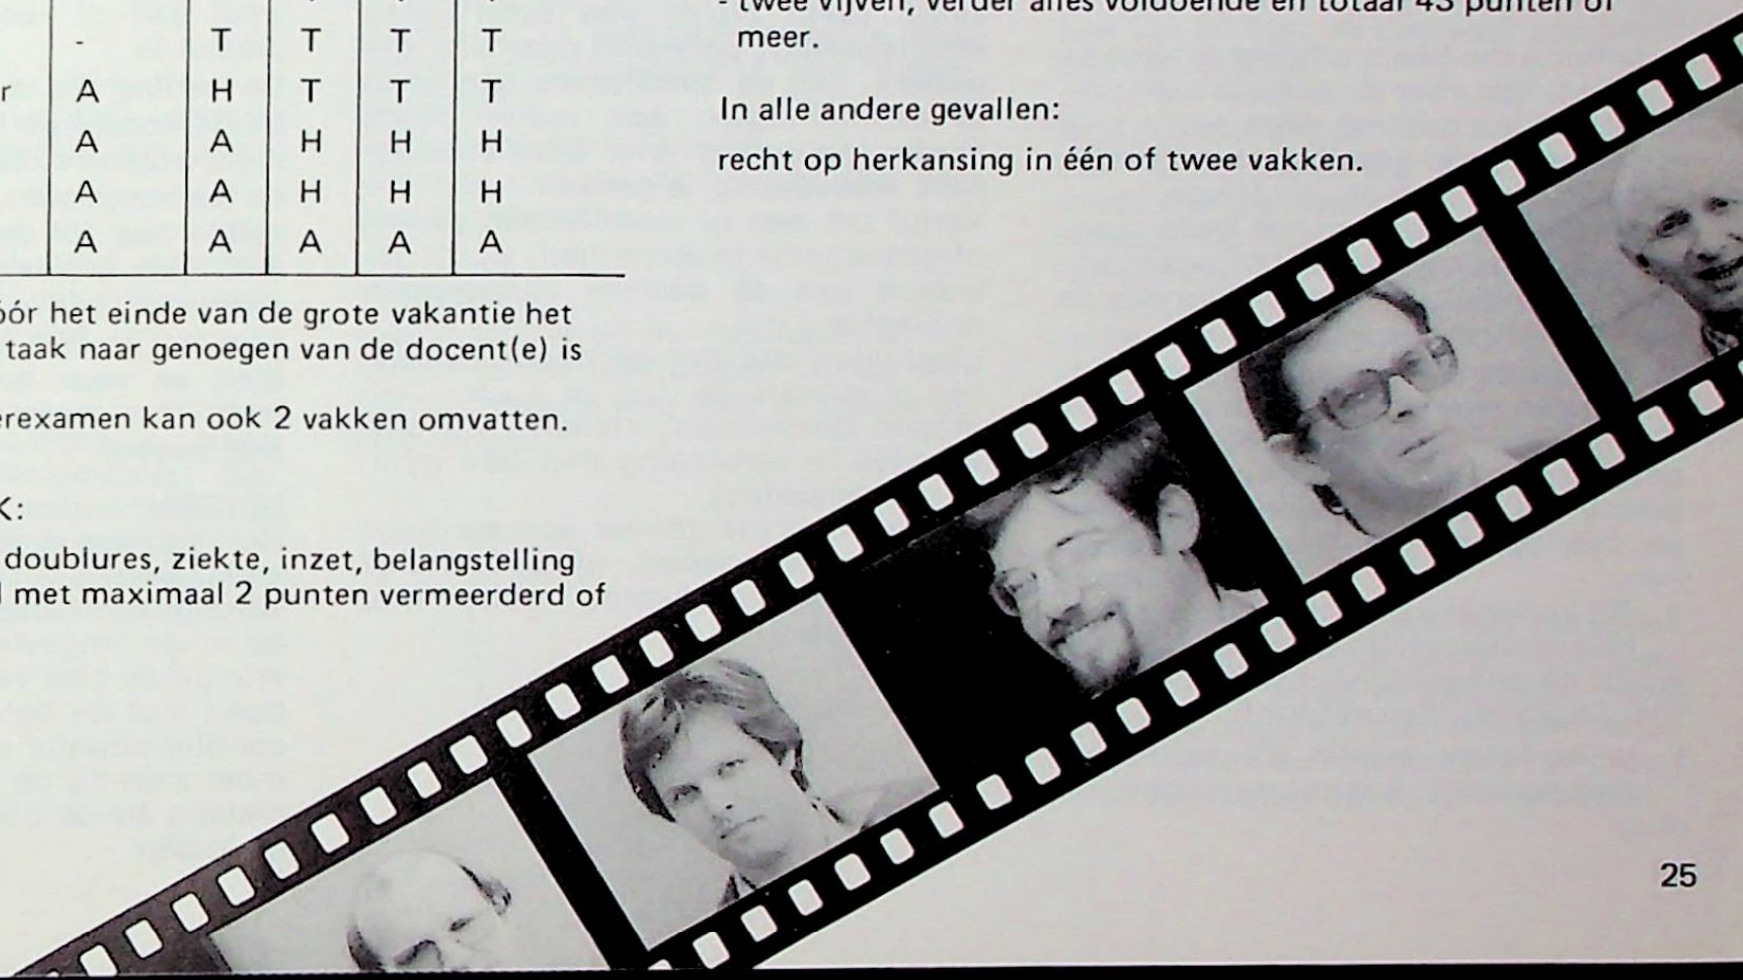 - twee vijven, verder alles voldoende en totaal 43 punten of
meer.
In alle andere gevallen:
recht op herkansing in één of twee vakken.
- T T T T
r A H T T T
A A H H H
A A H H H
A A A A A
óór het einde van de grote vakantie het
taak naar genoegen van de docent(e) is
erexamen kan ook 2 vakken omvatten.
K:
doublures, ziekte, inzet, belangstelling
met maximaal 2 punten vermeerderd of
25